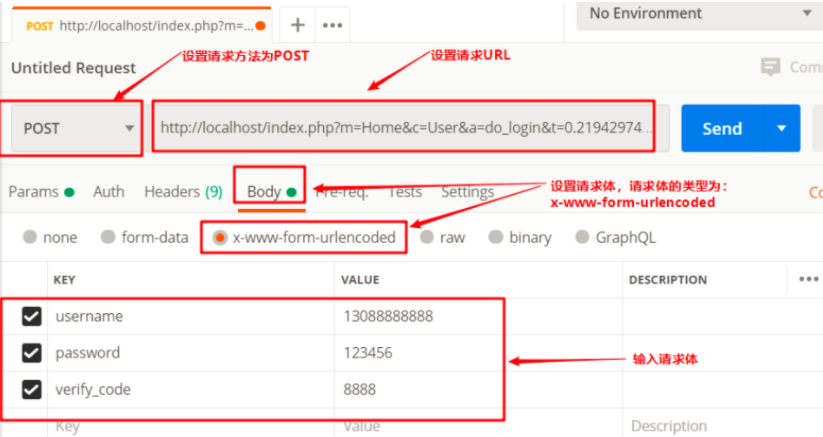 POST http://localhost/index.php?m=... + •••
No Environment
设置请求方法为POST
设置请求URL
Untitled Request
POST
http://localhost/index.php?m=Home&c=User&a=do_login&t=0.21942974...
Send
Params Auth Headers (9) Body Pre-req. Tests Settings
设置请求体，请求体的类型为：
x-www-form-urlencoded
none form-data x-www-form-urlencoded raw binary GraphQL
KEY VALUE DESCRIPTION •••
username 13088888888
password 123456
输入请求体
verify_code 8888
Key Value Description